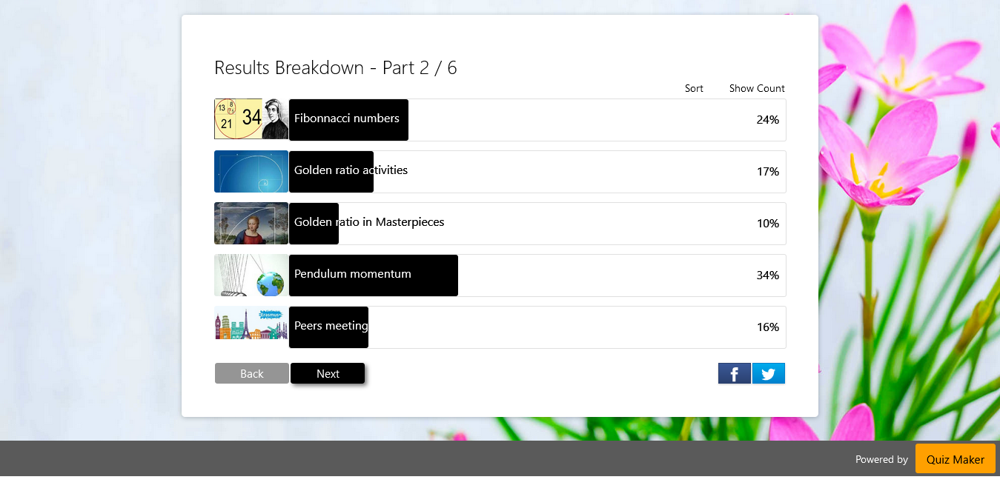 Results Breakdown - Part 2 / 6
Sort Show Count
13 8
21 34
Fibonnacci numbers 24%
Golden ratio activities 17%
Golden ratio in Masterpieces 10%
Pendulum momentum 34%
Erasmus+
Peers meeting 16%
Back Next
Powered by Quiz Maker